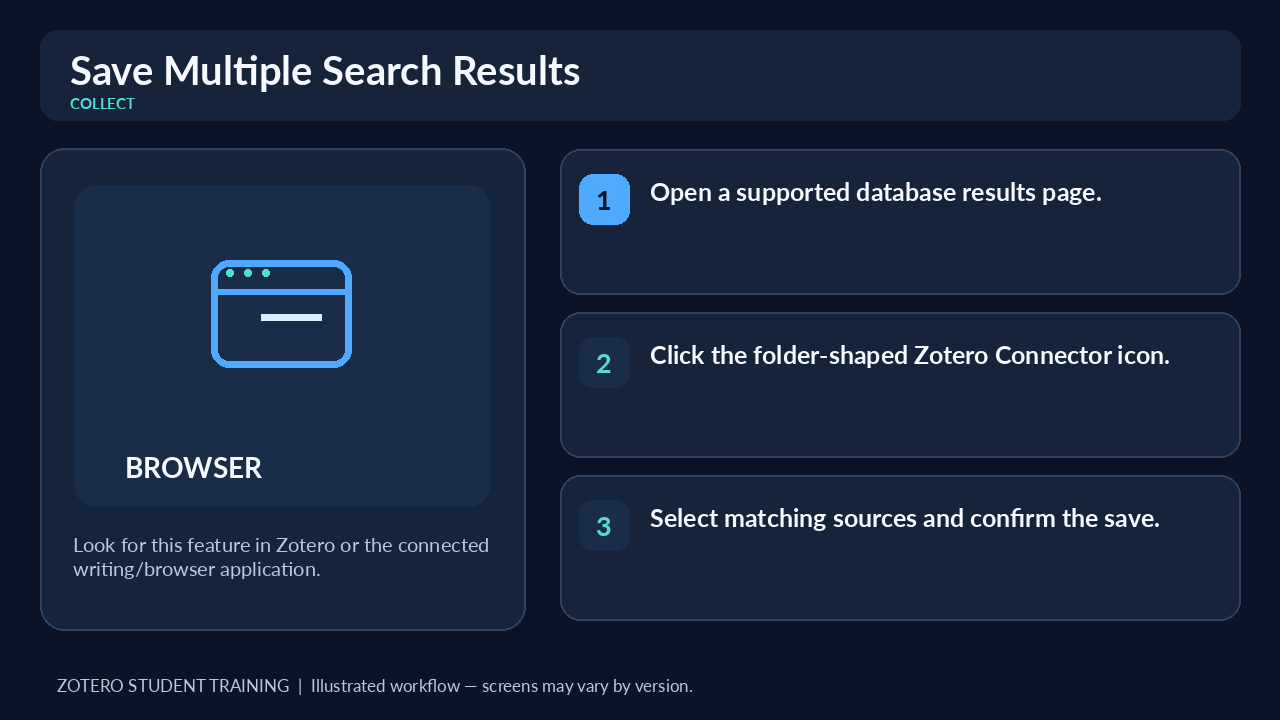 Save Multiple Search Results
COLLECT
BROWSER
Look for this feature in Zotero or the connected
writing/browser application.
1
Open a supported database results page.
2
Click the folder-shaped Zotero Connector icon.
3
Select matching sources and confirm the save.
ZOTERO STUDENT TRAINING | Illustrated workflow — screens may vary by version.